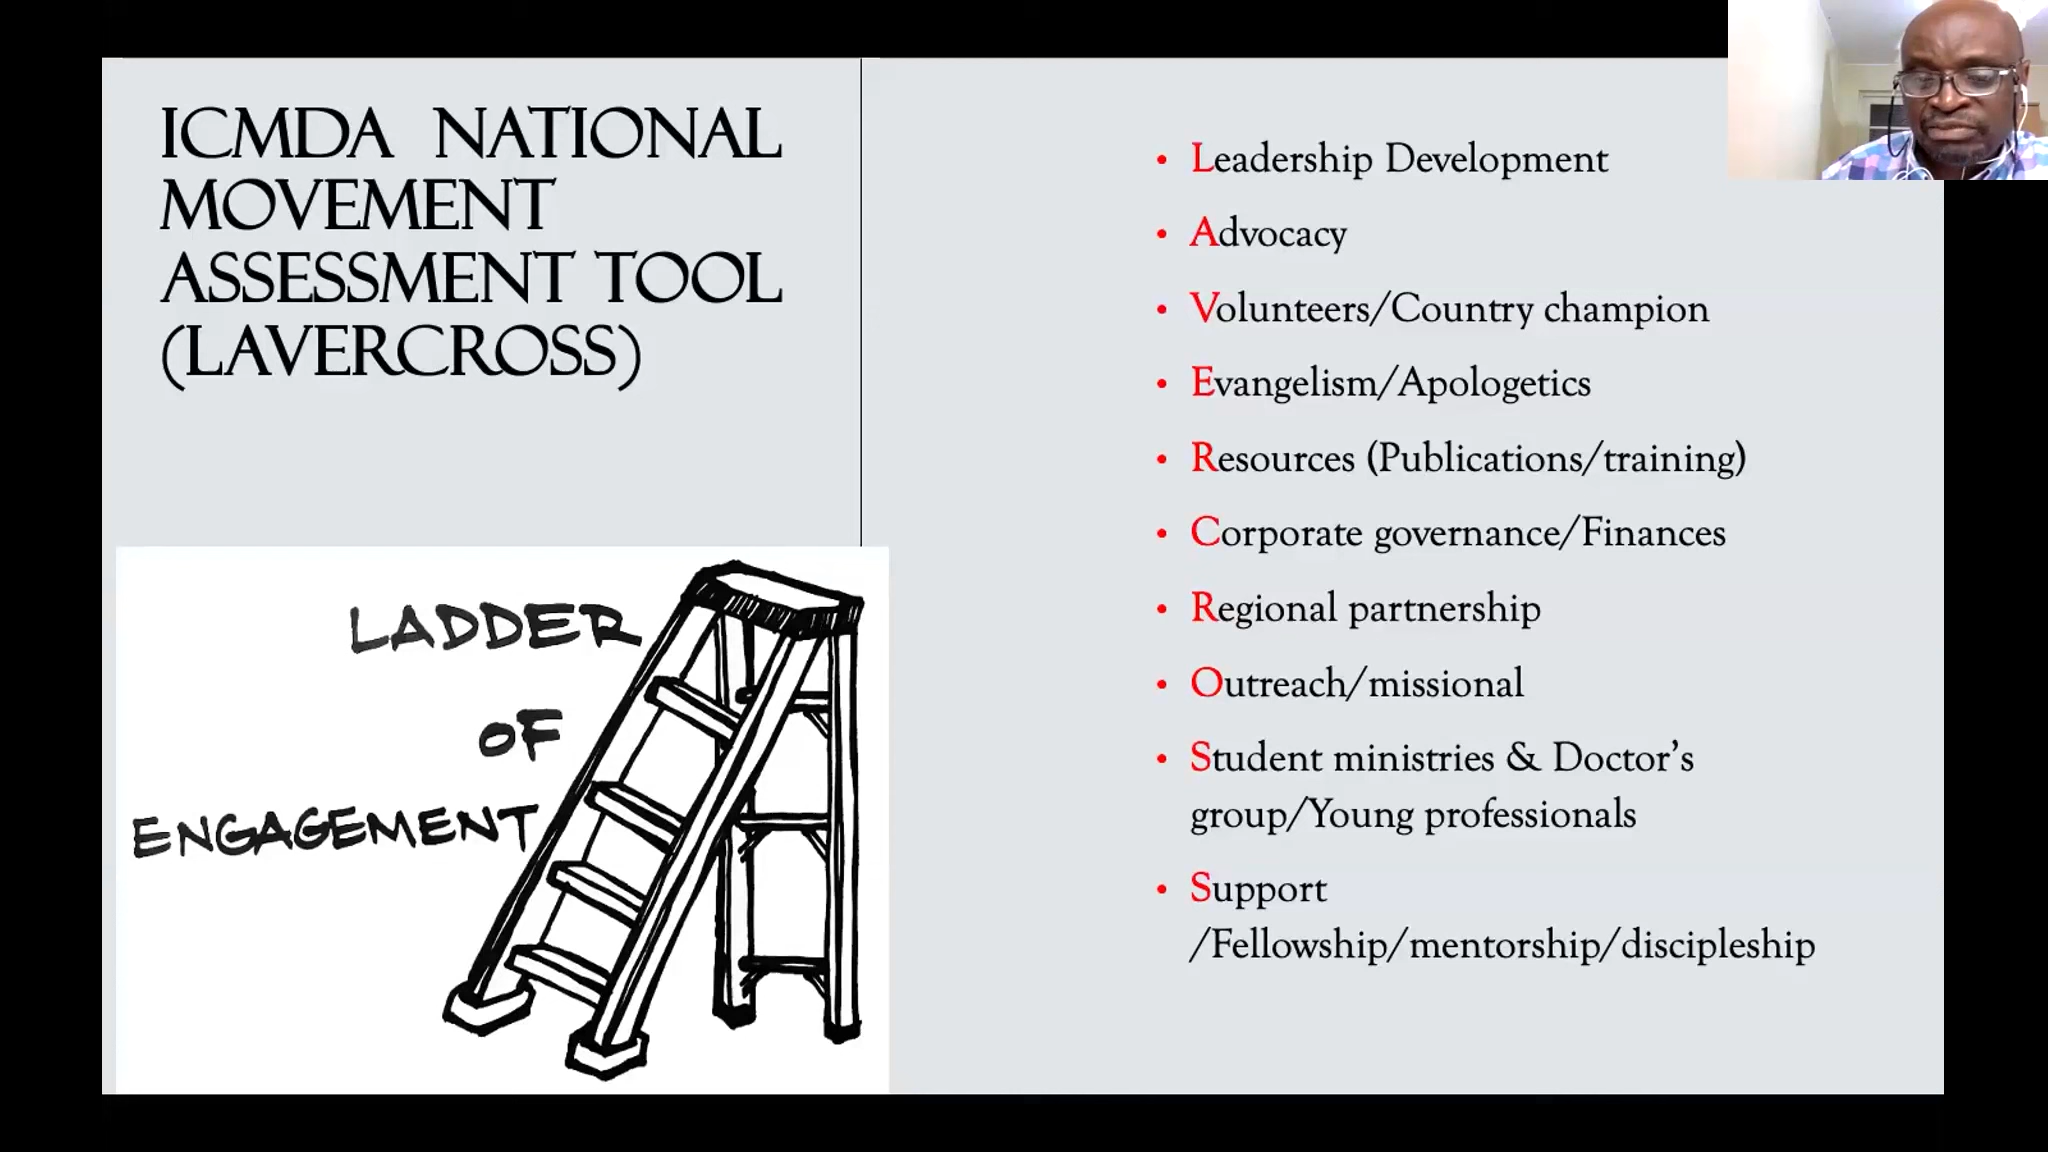 ICMDA NATIONAL
MOVEMENT
ASSESSMENT TOOL
(LAVERCROSS)
LADDER
OF
ENGAGEMENT
• Leadership Development
• Advocacy
• Volunteers/Country champion
• Evangelism/Apologetics
• Resources (Publications/training)
• Corporate governance/Finances
• Regional partnership
• Outreach/missional
• Student ministries & Doctor’s
group/Young professionals
• Support
/Fellowship/mentorship/discipleship